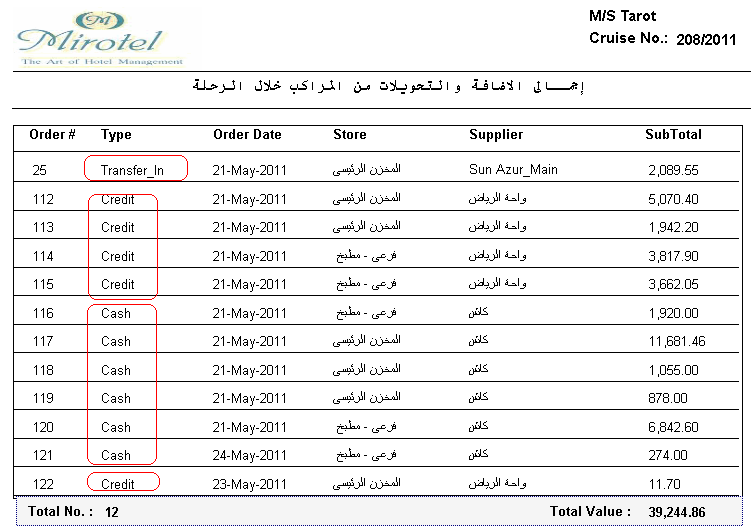 Mirotel
The Art of Hotel Management
M/S Tarot
Cruise No.: 208/2011
إجمـــالى الاضافة والتحويلات من المراكب خلال الرحلة
Order # Type Order Date Store Supplier SubTotal
25 Transfer_In 21-May-2011 المخزن الرئيسى Sun Azur_Main 2,089.55
112 Credit 21-May-2011 المخزن الرئيسى واحة الرياض 5,070.40
113 Credit 21-May-2011 المخزن الرئيسى واحة الرياض 1,942.20
114 Credit 21-May-2011 فرعى - مطبخ واحة الرياض 3,817.90
115 Credit 21-May-2011 فرعى - مطبخ واحة الرياض 3,662.05
116 Cash 21-May-2011 فرعى - مطبخ كاش 1,920.00
117 Cash 21-May-2011 المخزن الرئيسى كاش 11,681.46
118 Cash 21-May-2011 المخزن الرئيسى كاش 1,055.00
119 Cash 21-May-2011 المخزن الرئيسى كاش 878.00
120 Cash 21-May-2011 فرعى - مطبخ كاش 6,842.60
121 Cash 24-May-2011 فرعى - مطبخ كاش 274.00
122 Credit 23-May-2011 المخزن الرئيسى واحة الرياض 11.70
Total No. : 12 Total Value : 39,244.86